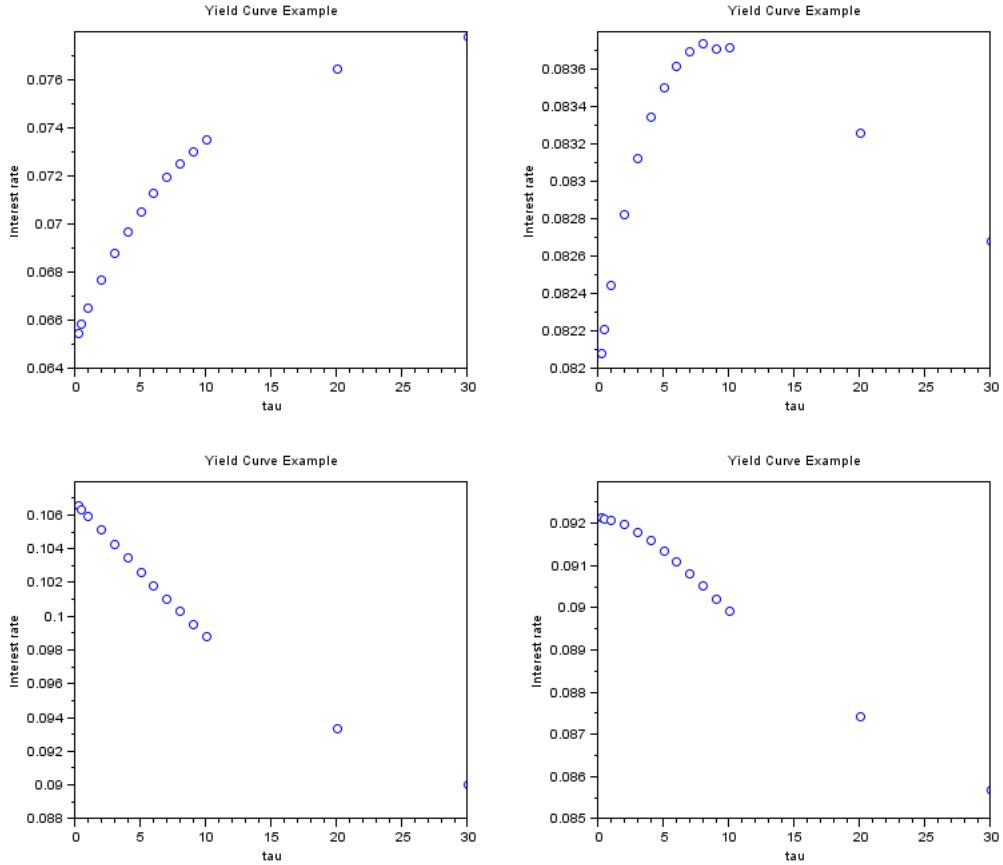 Yield Curve Example
0.076
0.074
0.072
0.07
0.068
0.066
0.064
Interest rate
0 5 10 15 20 25 30
tau
Yield Curve Example
0.0836
0.0834
0.0832
0.083
0.0828
0.0826
0.0824
0.0822
0.082
Interest rate
0 5 10 15 20 25 30
tau
Yield Curve Example
0.106
0.104
0.102
0.1
0.098
0.096
0.094
0.092
0.09
0.088
Interest rate
0 5 10 15 20 25 30
tau
Yield Curve Example
0.092
0.091
0.09
0.089
0.088
0.087
0.086
0.085
Interest rate
0 5 10 15 20 25 30
tau